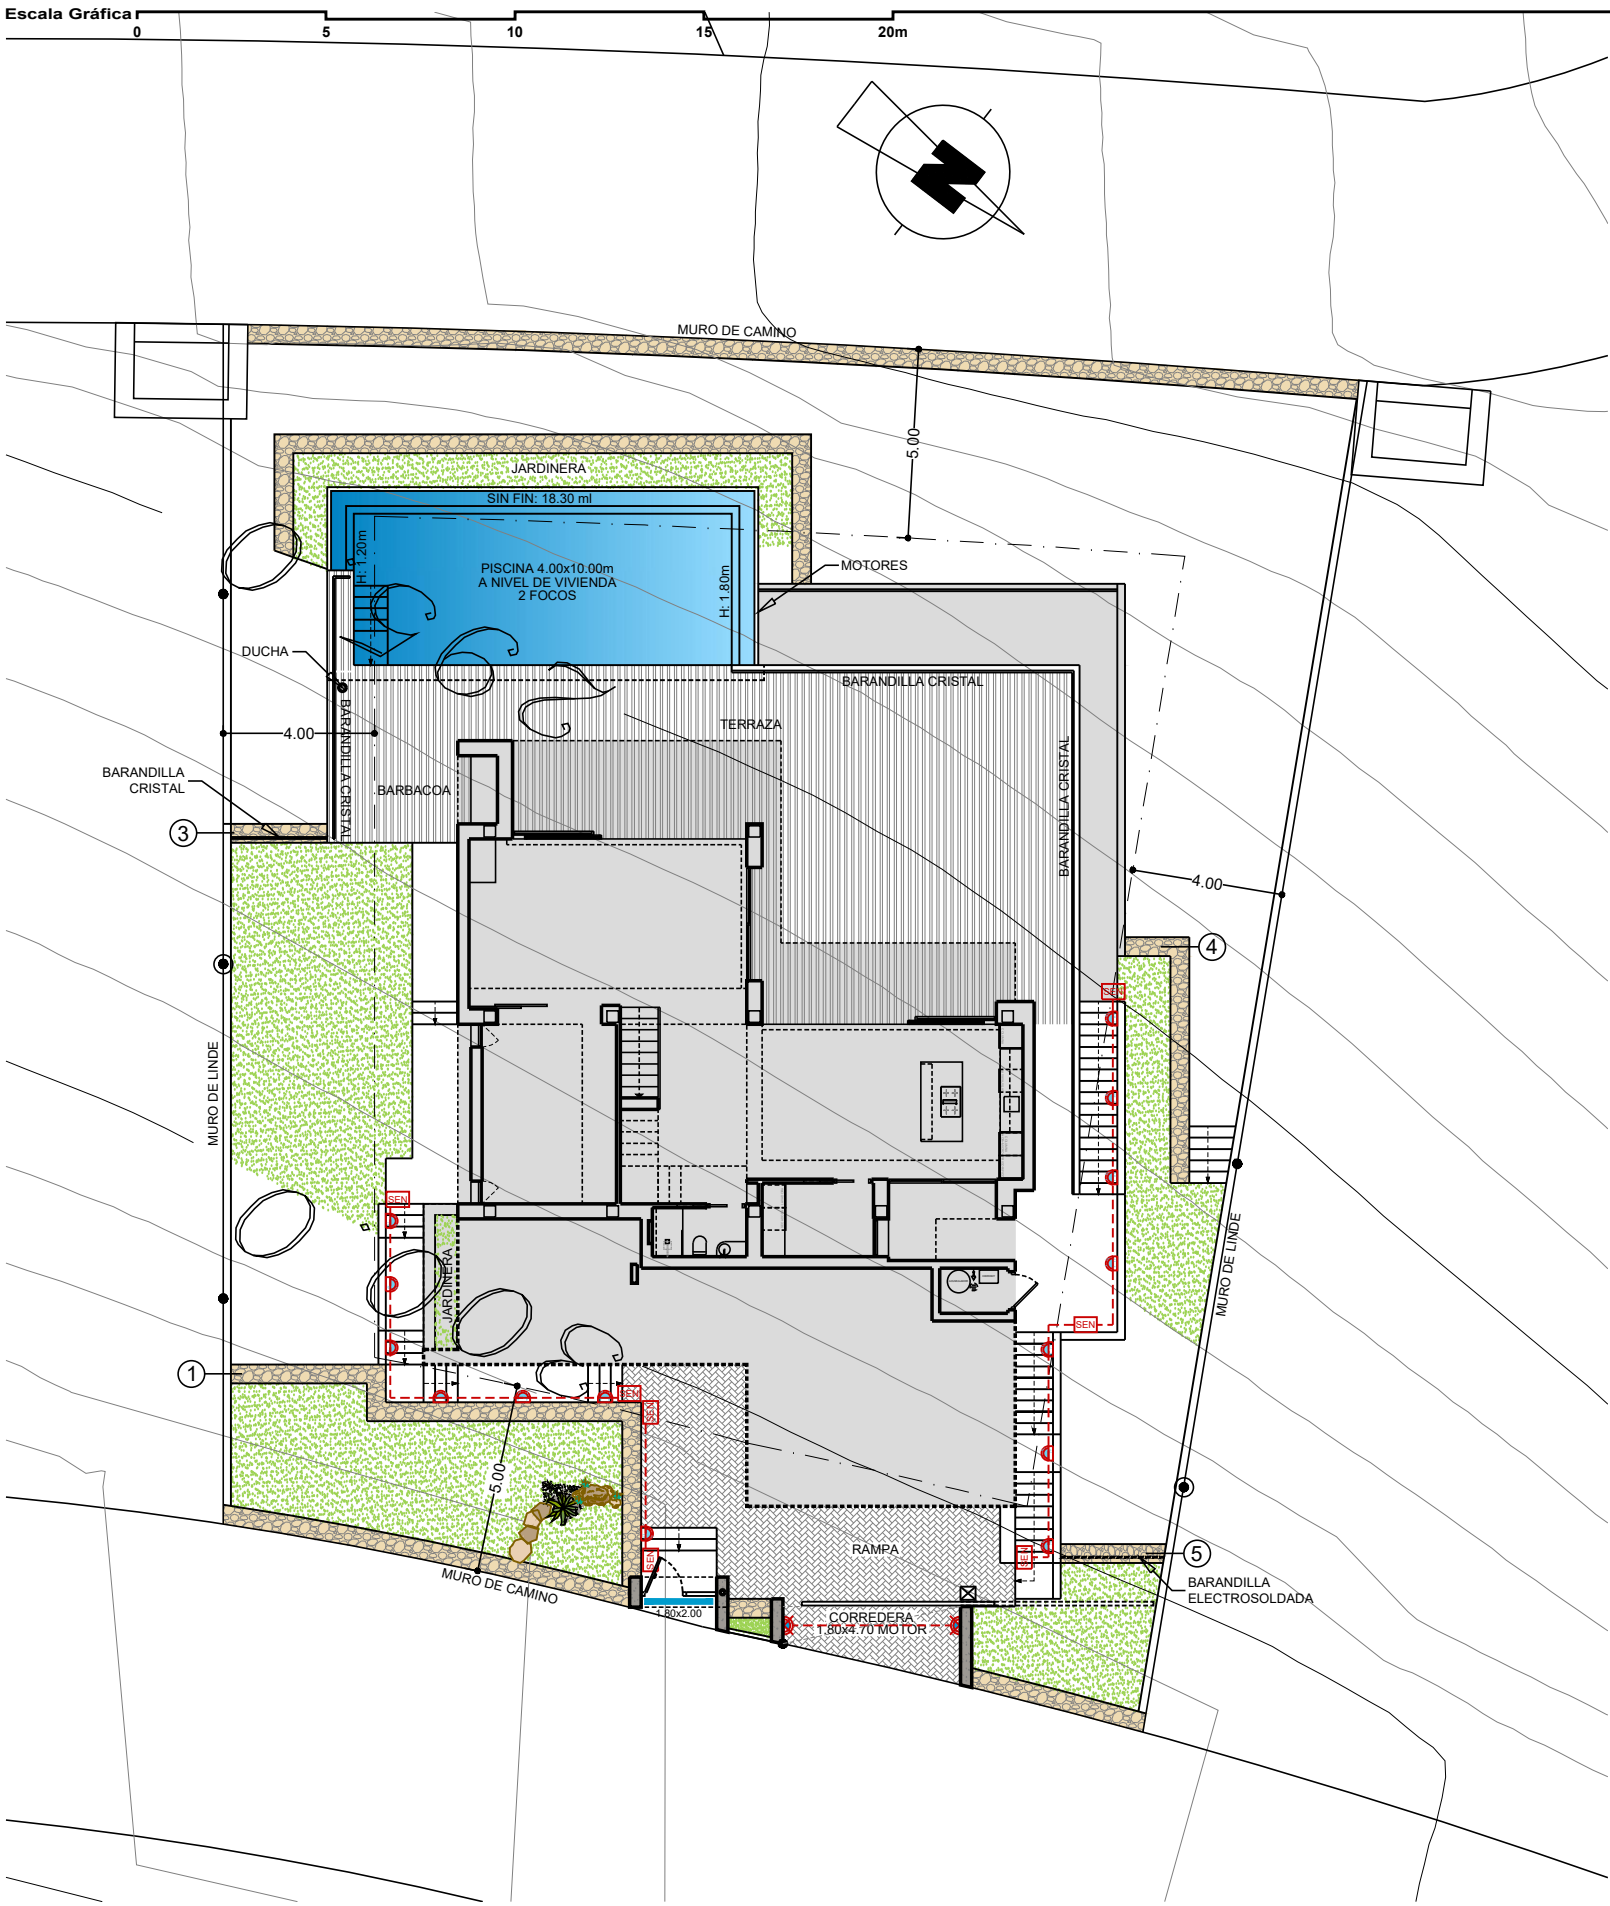 Escala Gráfica
0 5 10 15 20m
N
MURO DE CAMINO
5.00
JARDINERA
SIN FIN: 18.30 ml
H: 1.20m
PISCINA 4.00x10.00m
A NIVEL DE VIVIENDA
2 FOCOS
H: 1.80m
MOTORES
DUCHA
BARANDILLA CRISTAL
BARANDILLA CRISTAL
TERRAZA
4.00
BARANDILLA
CRISTAL
BARBACOA
BARANDILLA CRISTAL
3
4.00
4
SEN
MURO DE LINDE
SEN
JARDINERA
MURO DE LINDE
SEN
1
SEN
SEN
5.00
RAMPA
SEN
SEN
5
MURO DE CAMINO
BARANDILLA
ELECTROSOLDADA
1.80x2.00
CORREDERA
1.80x4.70 MOTOR